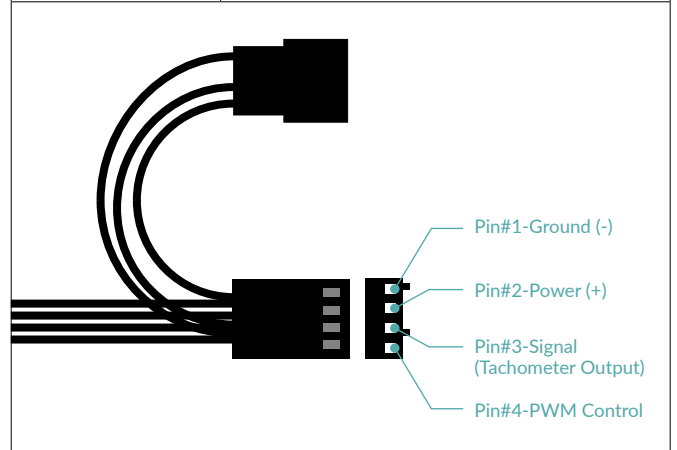 Pin#1-Ground (-)
Pin#2-Power (+)
Pin#3-Signal
(Tachometer Output)
Pin#4-PWM Control